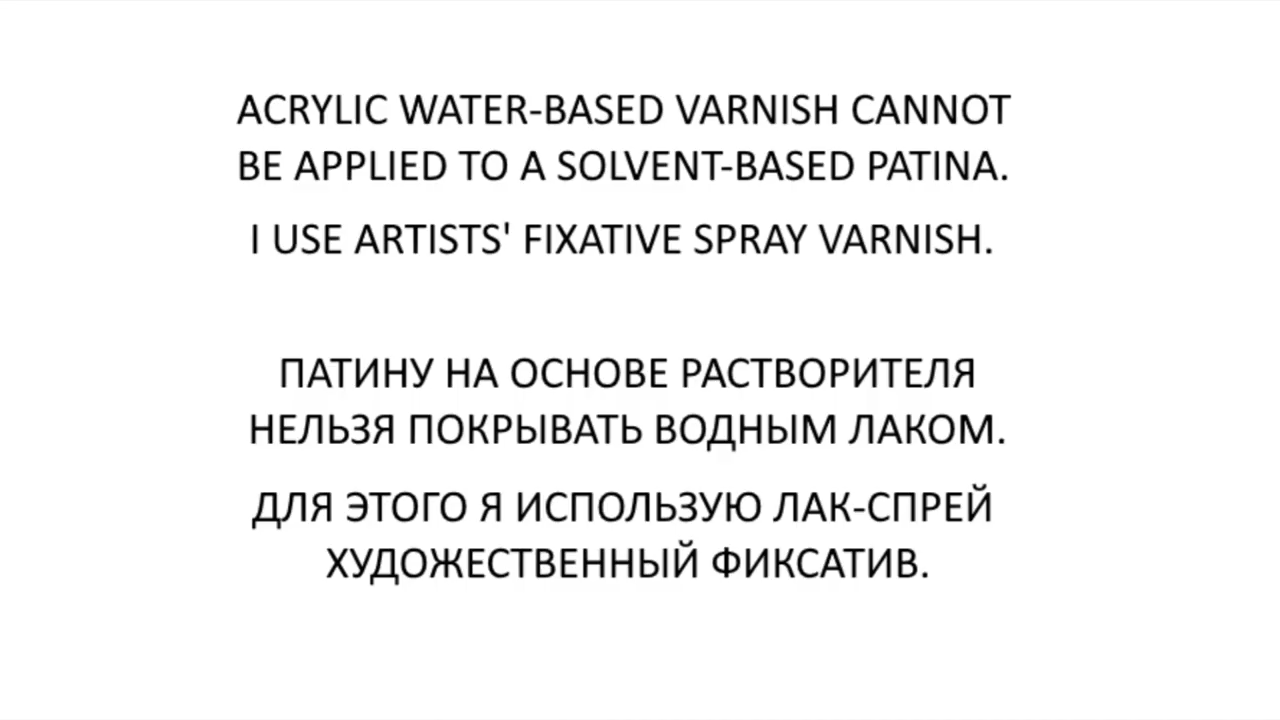 ACRYLIC WATER-BASED VARNISH CANNOT
BE APPLIED TO A SOLVENT-BASED PATINA.
I USE ARTISTS' FIXATIVE SPRAY VARNISH.
ПАТИНУ НА ОСНОВЕ РАСТВОРИТЕЛЯ
НЕЛЬЗЯ ПОКРЫВАТЬ ВОДНЫМ ЛАКОМ.
ДЛЯ ЭТОГО Я ИСПОЛЬЗУЮ ЛАК-СПРЕЙ
ХУДОЖЕСТВЕННЫЙ ФИКСАТИВ.